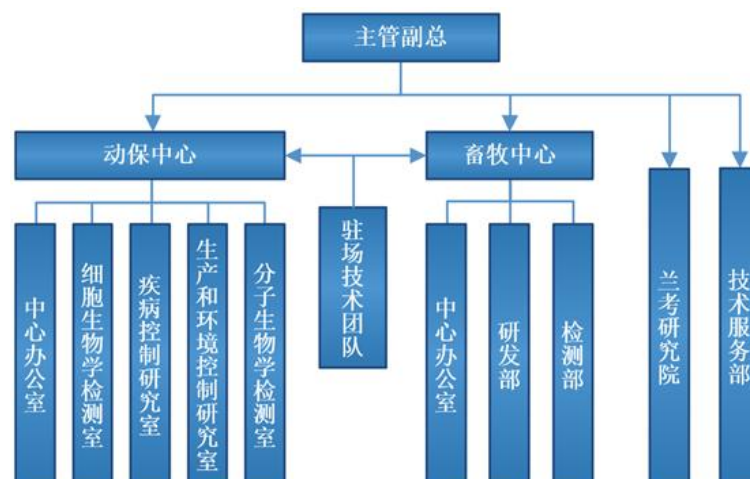 主管副总
动保中心
畜牧中心
中心办公室
细胞生物学检测室
疾病控制研究室
生产和环境控制研究室
分子生物学检测室
驻场技术团队
中心办公室
研发部
检测部
兰考研究院
技术服务部